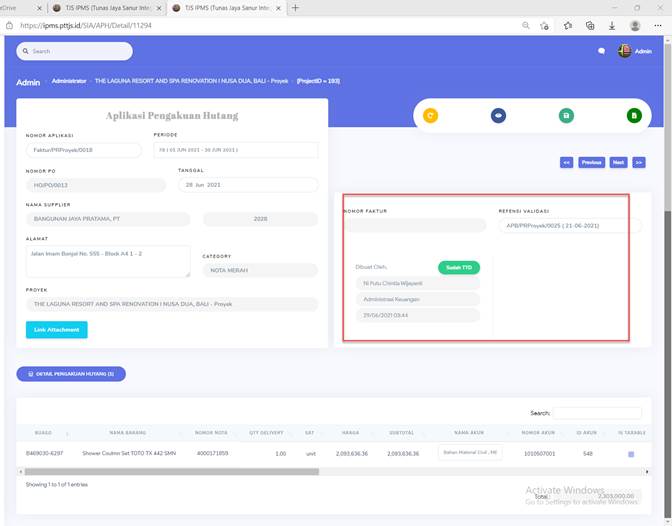 eDrive
TJS IPMS (Tunas Jaya Sanur Integ
TJS IPMS (Tunas Jaya Sanur Integ
https://ipms.pttjs.id/SIA/APH/Detail/11294
Search
Admin
Admin
Administrator
THE LAGUNA RESORT AND SPA RENOVATION I NUSA DUA, BALI - Proyek
[ProjectID = 193]
Aplikasi Pengakuan Hutang
NOMOR APLIKASI
PERIODE
Faktur/PRProyek/0018
78 ( 01 JUN 2021 - 30 JUN 2021 )
NOMOR PO
TANGGAL
HO/PO/0013
28 Jun 2021
NAMA SUPPLIER
BANGUNAN JAYA PRATAMA, PT
2028
ALAMAT
Jalan Imam Bonjol No. 555 - Block A4 1 - 2
CATEGORY
NOTA MERAH
PROYEK
THE LAGUNA RESORT AND SPA RENOVATION I NUSA DUA, BALI - Proyek
Link Attachment
<<
Previous
Next
>>
NOMOR FAKTUR
REFENSI VALIDASI
APB/PRProyek/0025 ( 21-06-2021)
Dibuat Oleh,
Sudah TTD
Ni Putu Chintia Wijayanti
Administrasi Keuangan
29/06/2021 03:44
DETAIL PENGAKUAN HUTANG (1)
Search:
BUAGO
NAMA BARANG
NOMOR NOTA
QTY DELIVERY
SAT
HARGA
SUBTOTAL
NAMA AKUN
NOMOR AKUN
ID AKUN
IS TAXABLE
B469030-6297
Shower Coulmn Set TOTO TX 442 SMN
4000171859
1.00
unit
2,093,636.36
2,093,636.36
Bahan Material Civil , ME
1010507001
548
Showing 1 to 1 of 1 entries
Total :
2,303,000.00
Activate Windows
Go to Settings to activate Windows.